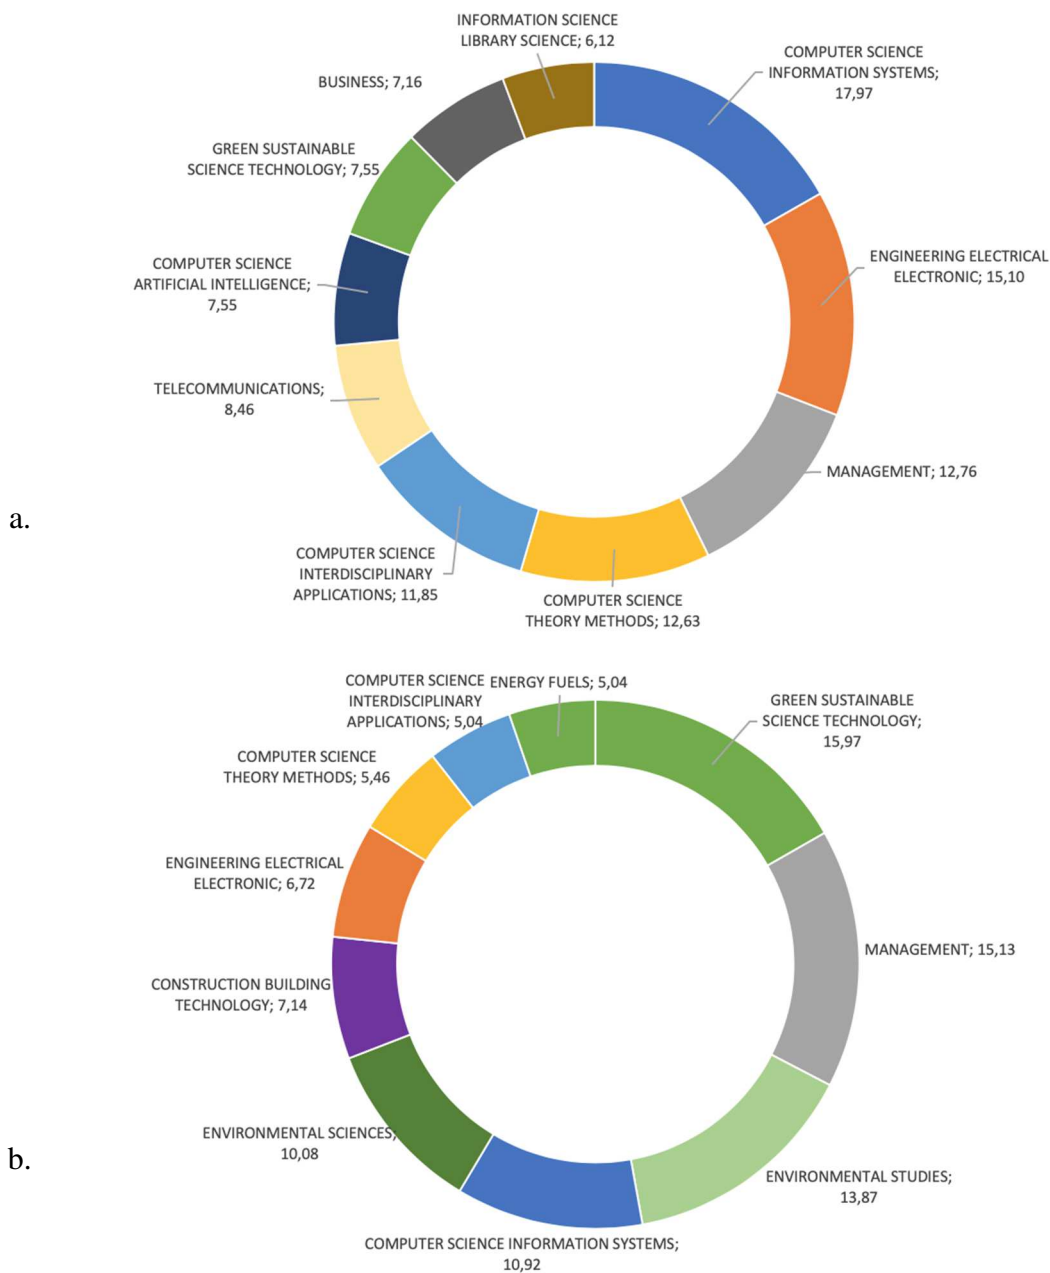 INFORMATION SCIENCE
LIBRARY SCIENCE; 6,12
COMPUTER SCIENCE
INFORMATION SYSTEMS;
17,97
BUSINESS; 7,16
GREEN SUSTAINABLE
SCIENCE TECHNOLOGY; 7,55
ENGINEERING ELECTRICAL
ELECTRONIC; 15,10
COMPUTER SCIENCE
ARTIFICIAL INTELLIGENCE;
7,55
TELECOMMUNICATIONS;
8,46
MANAGEMENT; 12,76
a.
COMPUTER SCIENCE
INTERDISCIPLINARY
APPLICATIONS; 11,85
COMPUTER SCIENCE
THEORY METHODS; 12,63
COMPUTER SCIENCE
INTERDISCIPLINARY
APPLICATIONS; 5,04
ENERGY FUELS; 5,04
GREEN SUSTAINABLE
SCIENCE TECHNOLOGY;
15,97
COMPUTER SCIENCE
THEORY METHODS; 5,46
ENGINEERING ELECTRICAL
ELECTRONIC; 6,72
MANAGEMENT; 15,13
CONSTRUCTION BUILDING
TECHNOLOGY; 7,14
ENVIRONMENTAL SCIENCES;
10,08
b.
ENVIRONMENTAL STUDIES;
13,87
COMPUTER SCIENCE INFORMATION SYSTEMS;
10,92